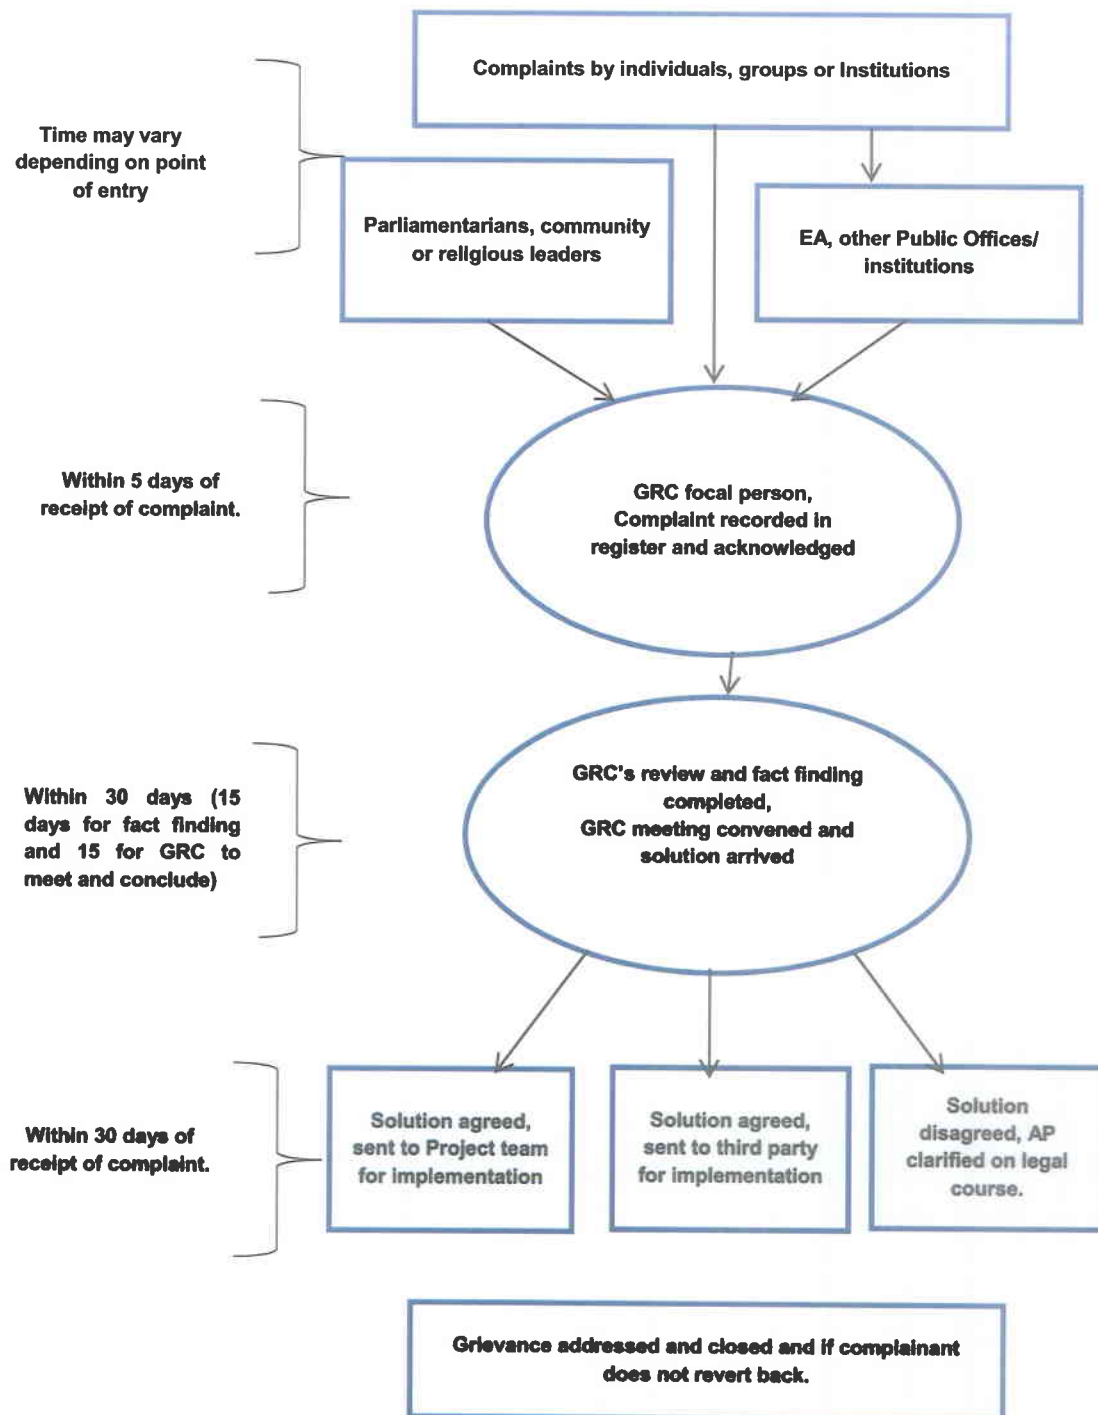 Complaints by individuals, groups or Institutions
Time may vary
depending on point
of entry
Parliamentarians, community
or religious leaders
EA, other Public Offices/
institutions
Within 5 days of
receipt of complaint.
GRC focal person,
Complaint recorded in
register and acknowledged
Within 30 days (15
days for fact finding
and 15 for GRC to
meet and conclude)
GRC's review and fact finding
completed,
GRC meeting convened and
solution arrived
Within 30 days of
receipt of complaint.
Solution agreed,
sent to Project team
for implementation
Solution agreed,
sent to third party
for implementation
Solution
disagreed, AP
clarified on legal
course.
Grievance addressed and closed and if complainant
does not revert back.